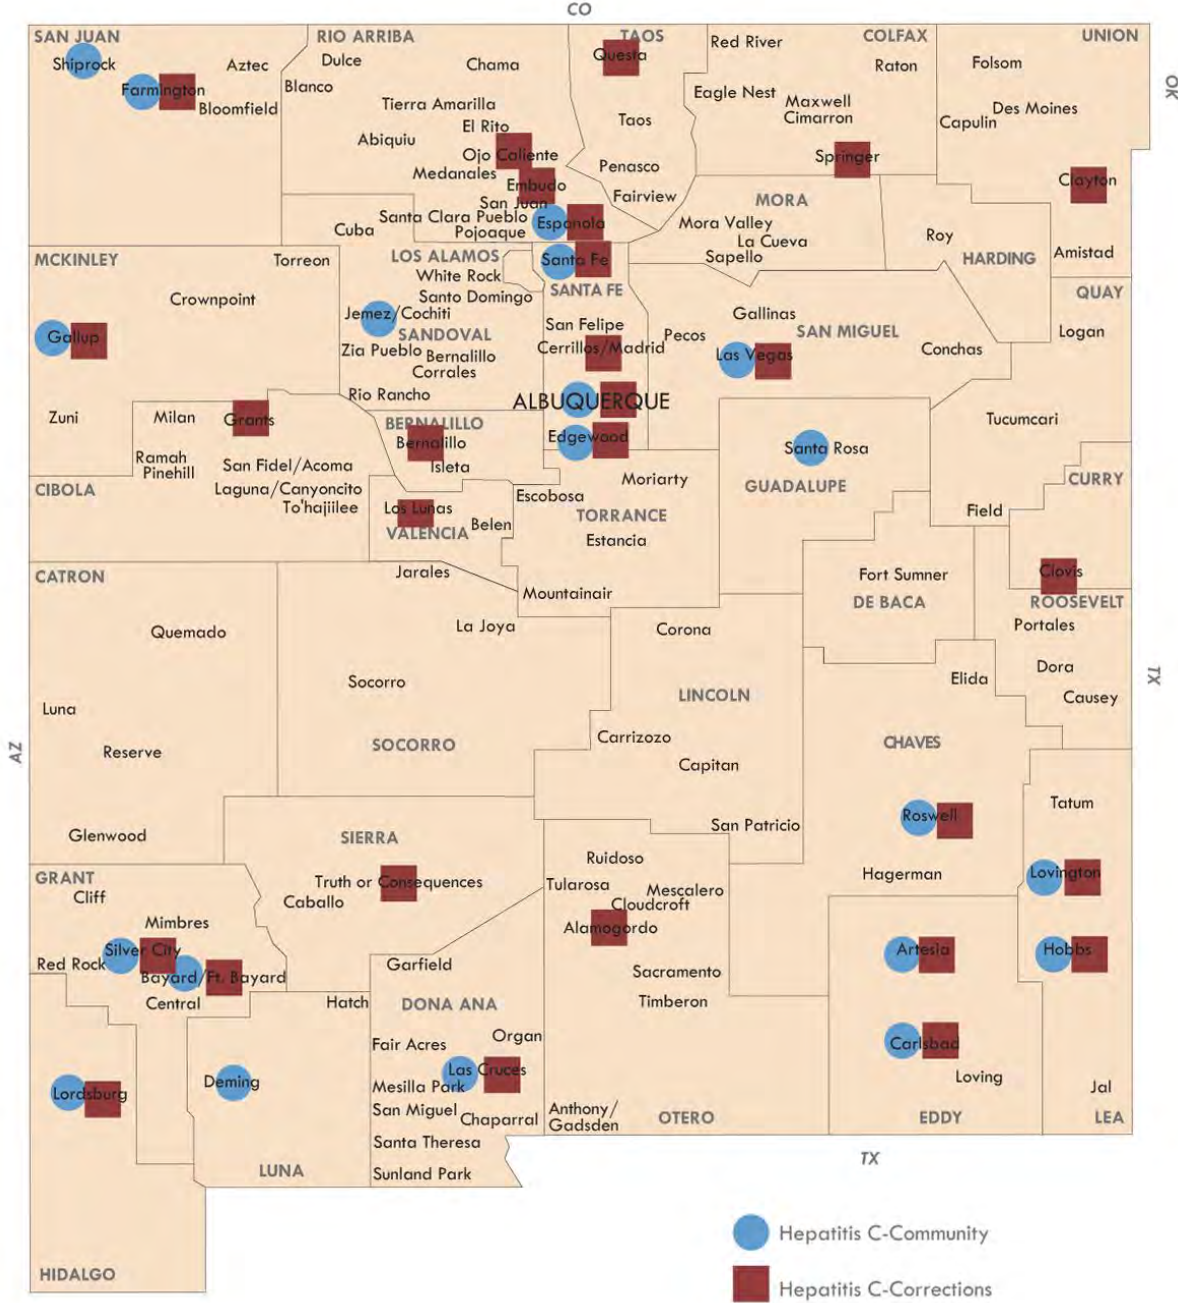 CO
SAN JUAN
RIO ARRIBA
TAOS
COLFAX
UNION
Shiprock
Aztec
Dulce
Chama
Questa
Red River
Raton
Folsom
OK
Farmington
Bloomfield
Blanco
Tierra Amarilla
Eagle Nest
Maxwell
Cimarron
Des Moines
Capulin
Abiquiu
El Rito
Taos
Ojo Caliente
Medanales
Penasco
Springer
Clayton
Embudo
Fairview
San Juan
MORA
Santa Clara Pueblo
Espanola
Mora Valley
Cuba
Pojoaque
La Cueva
Roy
Sapello
HARDING
Amistad
MCKINLEY
Torreon
LOS ALAMOS
Santa Fe
White Rock
SANTA FE
QUAY
Crownpoint
Santo Domingo
Jemez/Cochiti
SANDOVAL
San Felipe
Gallinas
Gallup
Pecos
SAN MIGUEL
Logan
Zia Pueblo
Bernalillo
Corrales
Cerrillos/Madrid
Las Vegas
Conchas
Rio Rancho
ALBUQUERQUE
Zuni
Milan
Grants
BERNALILLO
Bernalillo
Edgewood
Tucumcari
Santa Rosa
Ramah
Pinehill
San Fidel/Acoma
Isleta
Moriarty
GUADALUPE
CURRY
CIBOLA
Laguna/Canyoncito
To'hajiilee
Los Lunas
VALENCIA
Belen
Escobosa
TORRANCE
Estancia
Field
CATRON
Jarales
Mountainair
Fort Sumner
DE BACA
Clovis
ROOSEVELT
Portales
Quemado
La Joya
Corona
Socorro
Elida
Dora
Causey
TX
Luna
LINCOLN
AZ
Reserve
SOCORRO
Carrizozo
Capitan
CHAVES
Tatum
Glenwood
SIERRA
San Patricio
Roswell
GRANT
Cliff
Truth or Consequences
Caballo
Ruidoso
Tularosa
Mescalero
Cloudcroft
Hagerman
Lovington
Mimbres
Alamogordo
Silver City
Red Rock
Bayard/Ft. Bayard
Central
Garfield
Sacramento
Timberon
Artesia
Hobbs
Hatch
DONA ANA
Organ
Fair Acres
Carlsbad
Lordsburg
Deming
Las Cruces
Mesilla Park
Loving
Jal
San Miguel
Chaparral
Anthony/
Gadsden
OTERO
EDDY
LEA
Santa Theresa
LUNA
Sunland Park
TX
HIDALGO
Hepatitis C-Community
Hepatitis C-Corrections